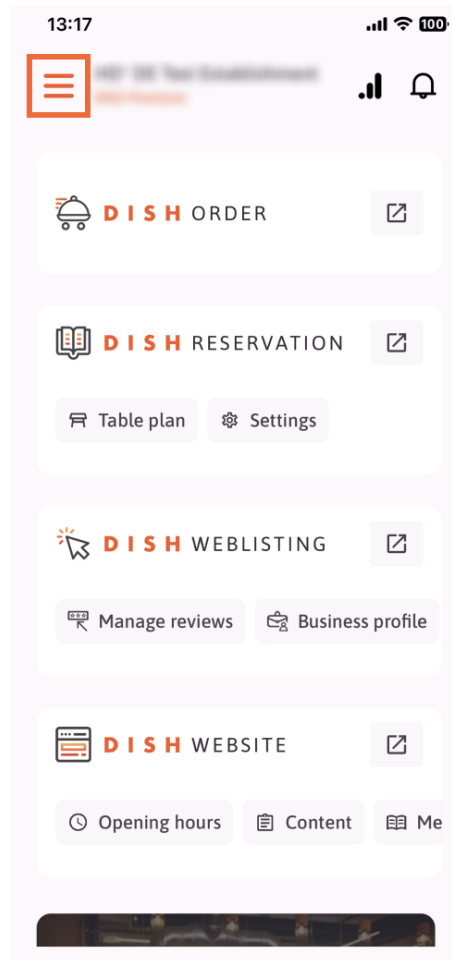 13:17
100
DISH ORDER
DISH RESERVATION
Table plan
Settings
DISH WEBLISTING
Manage reviews
Business profile
DISH WEBSITE
Opening hours
Content
Me